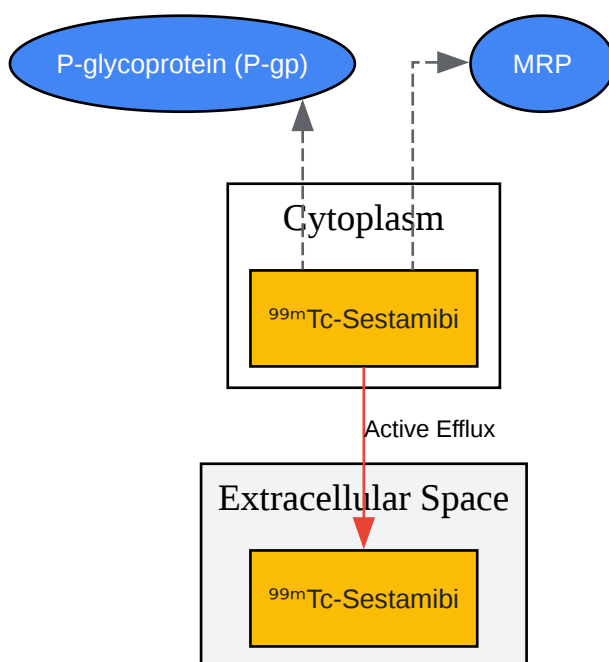 P-glycoprotein (P-gp)
MRP
Cytoplasm
⁹⁹ᵐTc-Sestamibi
Active Efflux
Extracellular Space
⁹⁹ᵐTc-Sestamibi